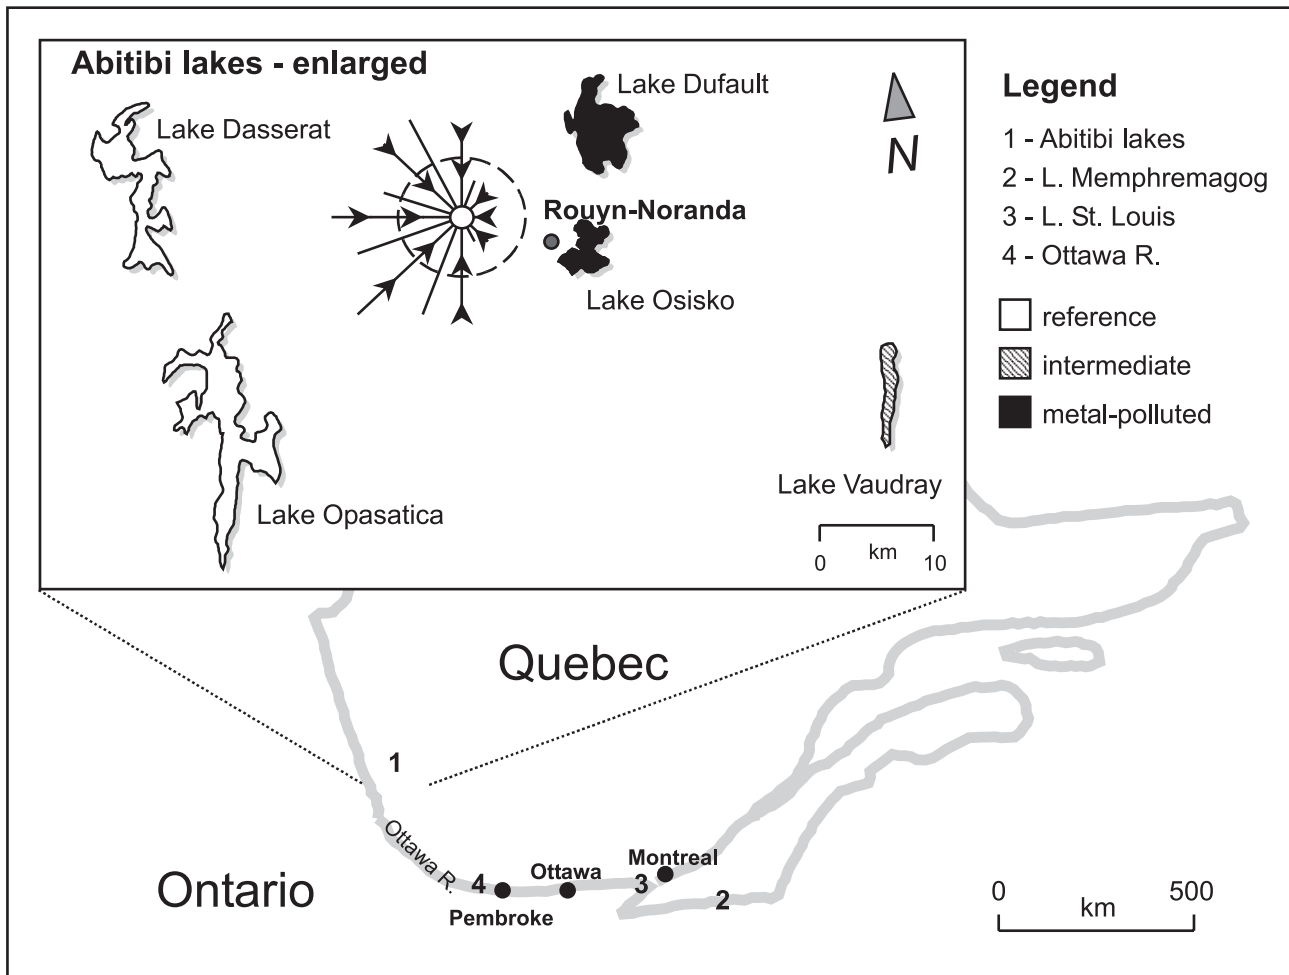 Abitibi lakes - enlarged
Lake Dufault
Lake Dasserat
N
Rouyn-Noranda
Lake Osisko
Lake Vaudray
Lake Opasatica
km
0 10
Legend
1 - Abitibi lakes
2 - L. Memphremagog
3 - L. St. Louis
4 - Ottawa R.
reference
intermediate
metal-polluted
Quebec
1
Ottawa R.
Ontario
4
Pembroke
Ottawa
Montreal
3
2
0 500
km